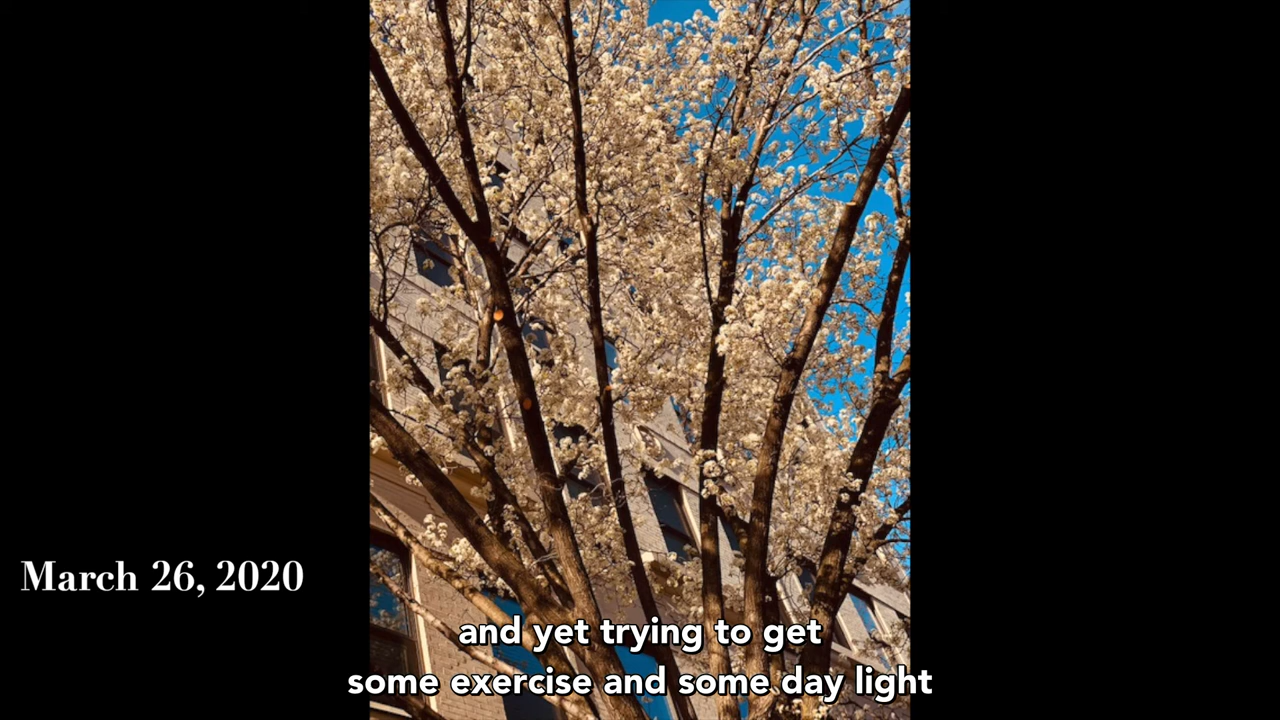 March 26, 2020
and yet trying to get
some exercise and some day light